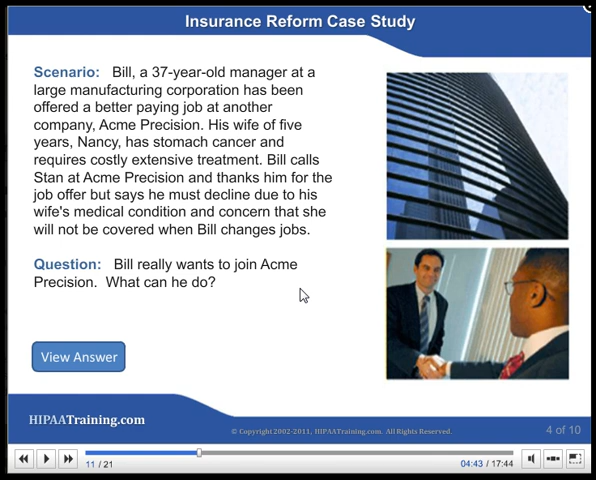 Insurance Reform Case Study
Scenario: Bill, a 37-year-old manager at a
large manufacturing corporation has been
offered a better paying job at another
company, Acme Precision. His wife of five
years, Nancy, has stomach cancer and
requires costly extensive treatment. Bill calls
Stan at Acme Precision and thanks him for the
job offer but says he must decline due to his
wife's medical condition and concern that she
will not be covered when Bill changes jobs.
Question: Bill really wants to join Acme
Precision. What can he do?
View Answer
HIPAATraining.com
© Copyright 2002-2011, HIPAATraining.com. All Rights Reserved.
4 of 10
11 / 21
04:43 / 17:44